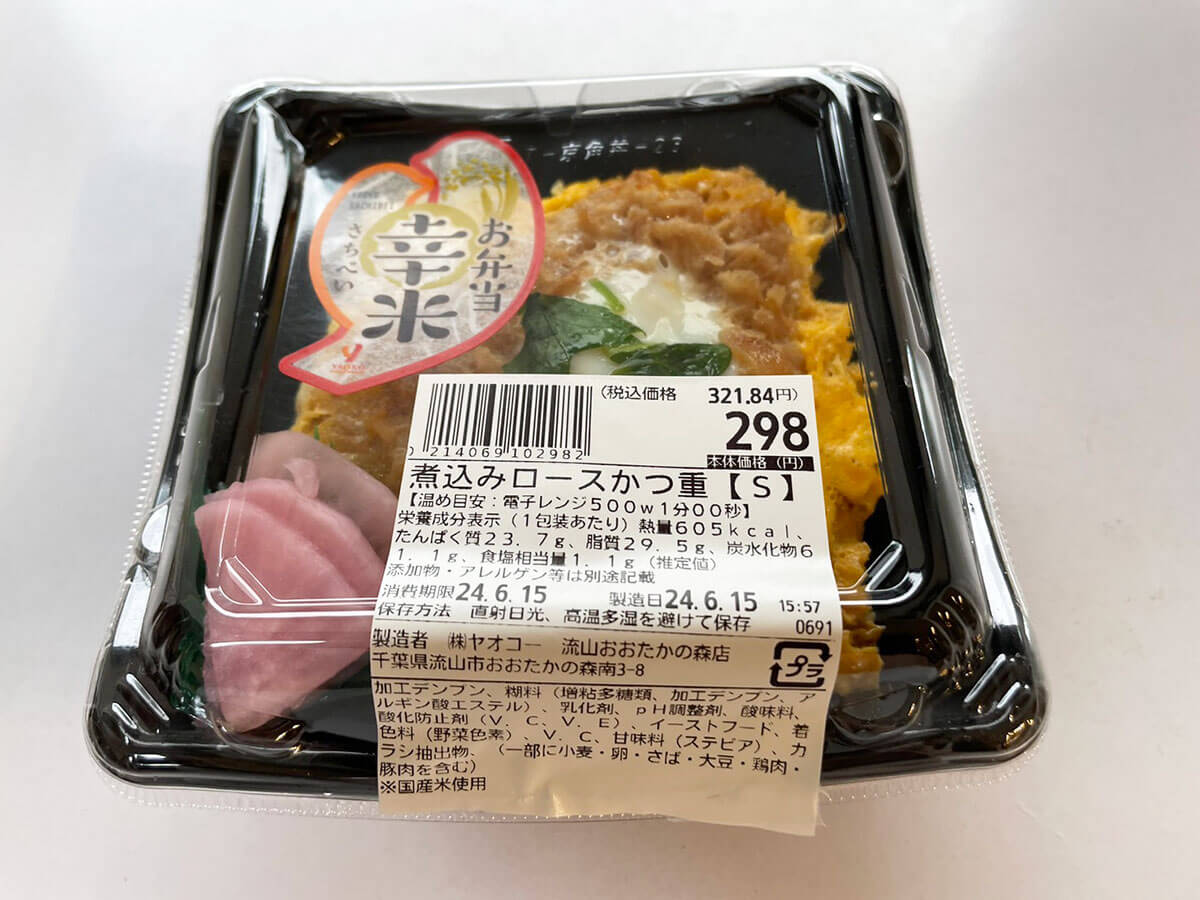 お弁当
幸米
さちべい
(税込価格 321.84円)
298
本体価格(円)
0 214069 102982
煮込みロースかつ重【S】
【温め目安:電子レンジ500w1分00秒】
栄養成分表示(1包装あたり)熱量605kcal、
たんぱく質23.7g、脂質29.5g、炭水化物6
1.1g、食塩相当量1.1g(推定値)
添加物・アレルゲン等は別途記載
消費期限24.6.15 製造日24.6.15 15:57
保存方法 直射日光、高温多湿を避けて保存 0691
製造者 ㈱ヤオコー 流山おおたかの森店
千葉県流山市おおたかの森南3-8
プラ
加工デンプン、糊料(増粘多糖類、加工デンプン、ア
ルギン酸エステル)、乳化剤、pH調整剤、酸味料、
酸化防止剤(V.C、V.E)、イーストフード、着
色料(野菜色素)、V.C、甘味料(ステビア)、カ
ラシ抽出物、(一部に小麦・卵・さば・大豆・鶏肉・
豚肉を含む)
※国産米使用